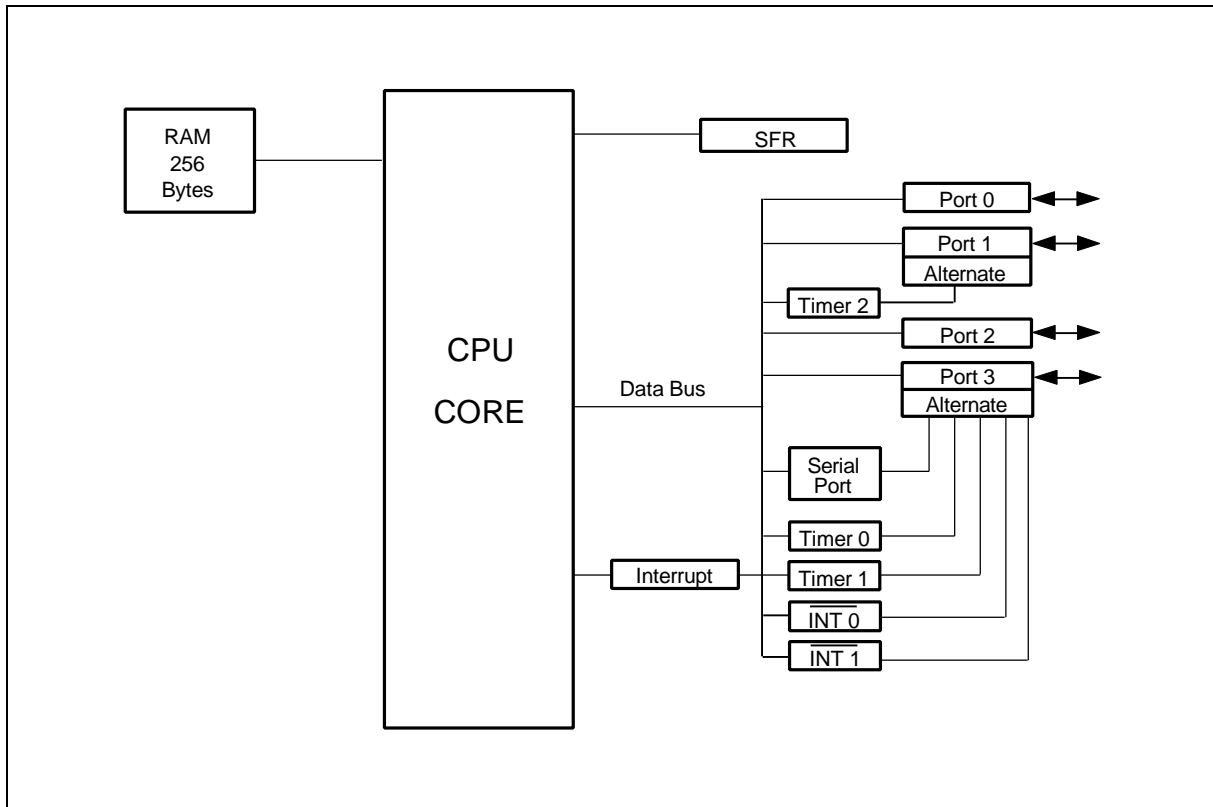 RAM
256
Bytes
CPU
CORE
SFR
Data Bus
Interrupt
Port 0
Port 1
Alternate
Timer 2
Port 2
Port 3
Alternate
Serial
Port
Timer 0
Timer 1
INT 0
INT 1